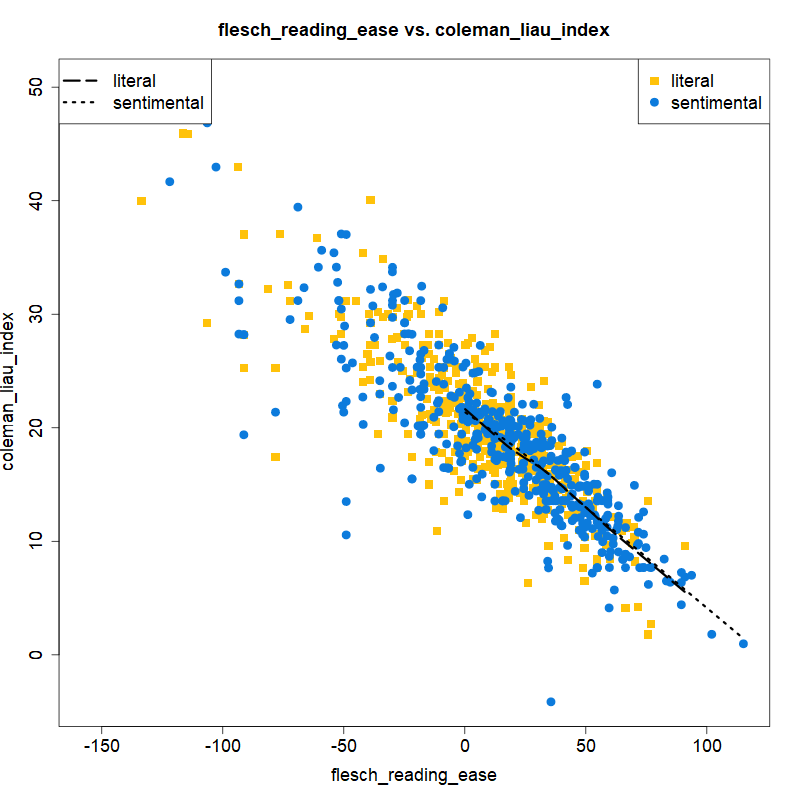 flesch_reading_ease vs. coleman_liau_index
literal
sentimental
literal
sentimental
coleman_liau_index
50
40
30
20
10
0
-150 -100 -50 0 50 100
flesch_reading_ease